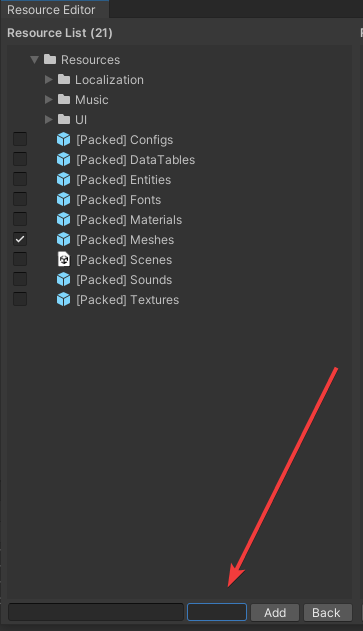 Resource Editor
Resource List (21)
Resources
Localization
Music
UI
[Packed] Configs
[Packed] DataTables
[Packed] Entities
[Packed] Fonts
[Packed] Materials
[Packed] Meshes
[Packed] Scenes
[Packed] Sounds
[Packed] Textures
Add Back